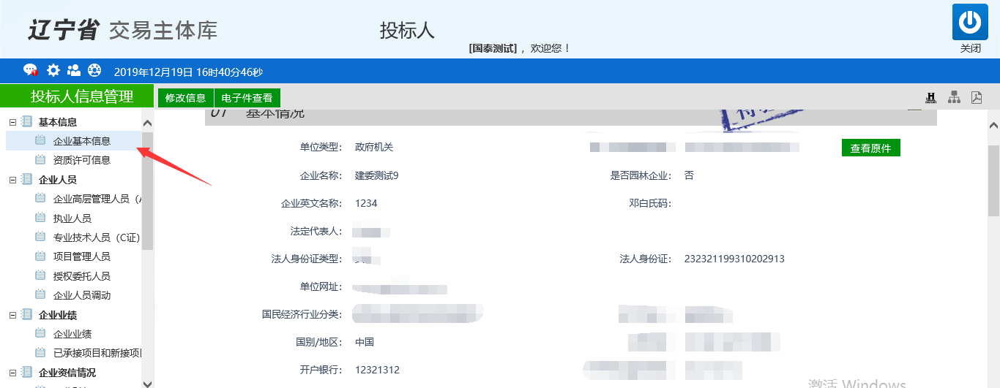 辽宁省 交易主体库
投标人
[国泰测试] ，欢迎您！
关闭
2019年12月19日 16时40分46秒
投标人信息管理
修改信息
电子件查看
基本信息
企业基本信息
资质许可信息
企业人员
企业高层管理人员（A
执业人员
专业技术人员（C证）
项目管理人员
授权委托人员
企业人员调动
企业业绩
企业业绩
已承接项目和新接项目
企业资信情况
01 基本情况
单位类型： 政府机关
查看原件
企业名称： 建委测试9
是否园林企业： 否
企业英文名称： 1234
邓白氏码：
法定代表人：
法人身份证类型：
法人身份证： 232321199310202913
单位网址：
国民经济行业分类：
国别/地区： 中国
开户银行： 12321312
激活 Windows